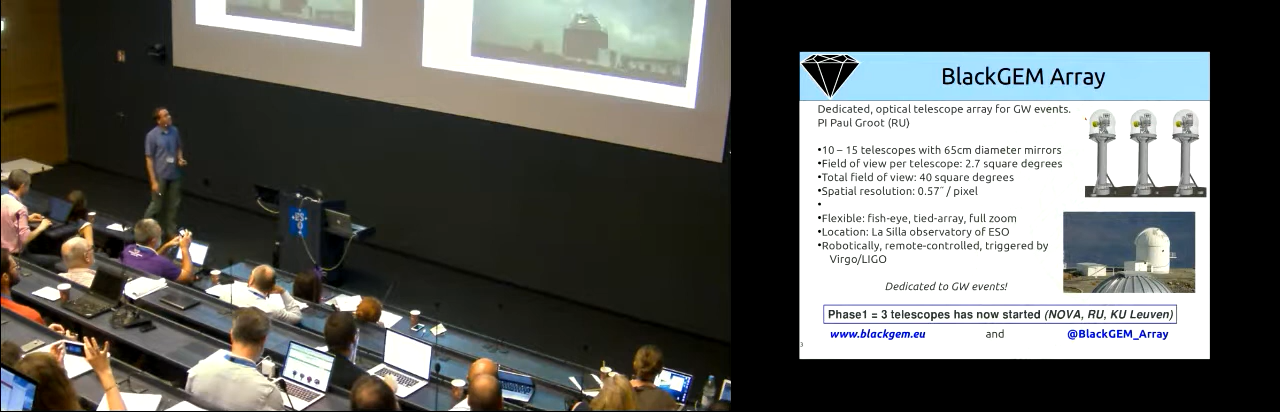 ES
O
BlackGEM Array
Dedicated, optical telescope array for GW events.
PI Paul Groot (RU)
•10 – 15 telescopes with 65cm diameter mirrors
•Field of view per telescope: 2.7 square degrees
•Total field of view: 40 square degrees
•Spatial resolution: 0.57˝ / pixel
•
•Flexible: fish-eye, tied-array, full zoom
•Location: La Silla observatory of ESO
•Robotically, remote-controlled, triggered by
Virgo/LIGO
Dedicated to GW events!
Phase1 = 3 telescopes has now started (NOVA, RU, KU Leuven)
www.blackgem.eu and @BlackGEM_Array
3